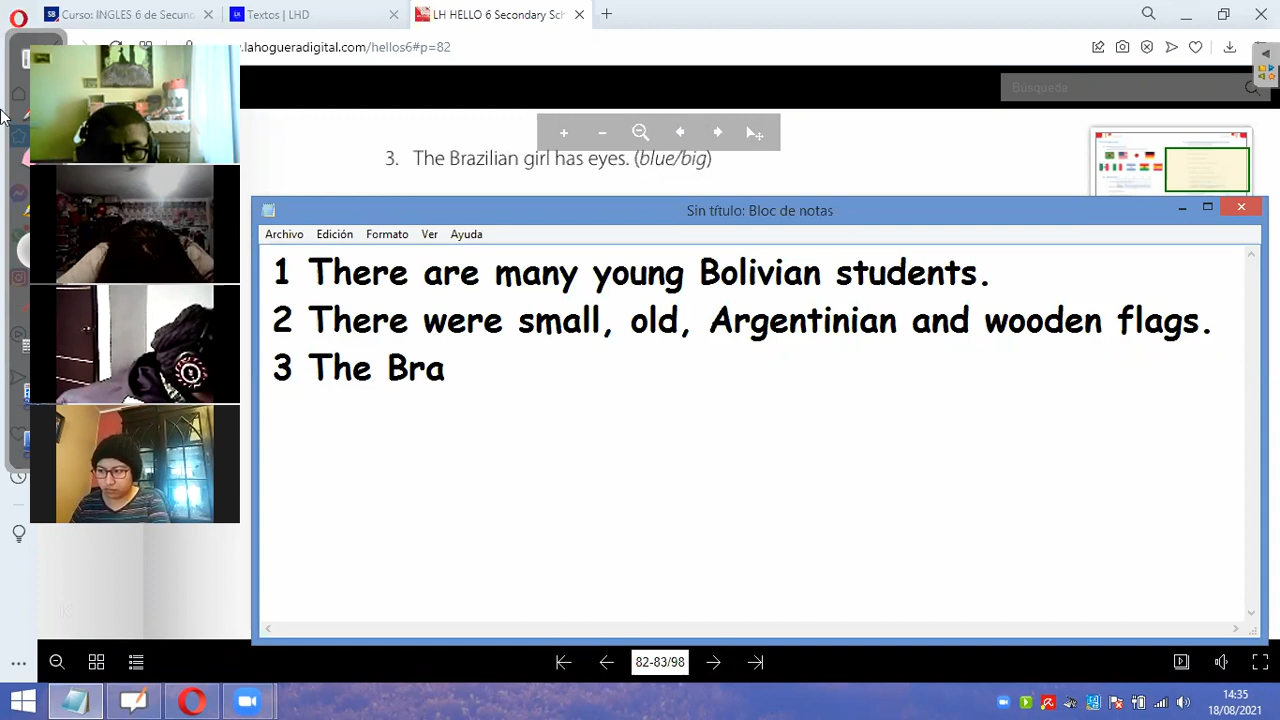 Curso: INGLES 6 de Secund
Textos | LHD
LH HELLO 6 Secondary Sch
.lahogueradigital.com/hellos6#p=82
Búsqueda
3. The Brazilian girl has eyes. (blue/big)
Sin título: Bloc de notas
Archivo Edición Formato Ver Ayuda
1 There are many young Bolivian students.
2 There were small, old, Argentinian and wooden flags.
3 The Bra
82-83/98
14:35
18/08/2021